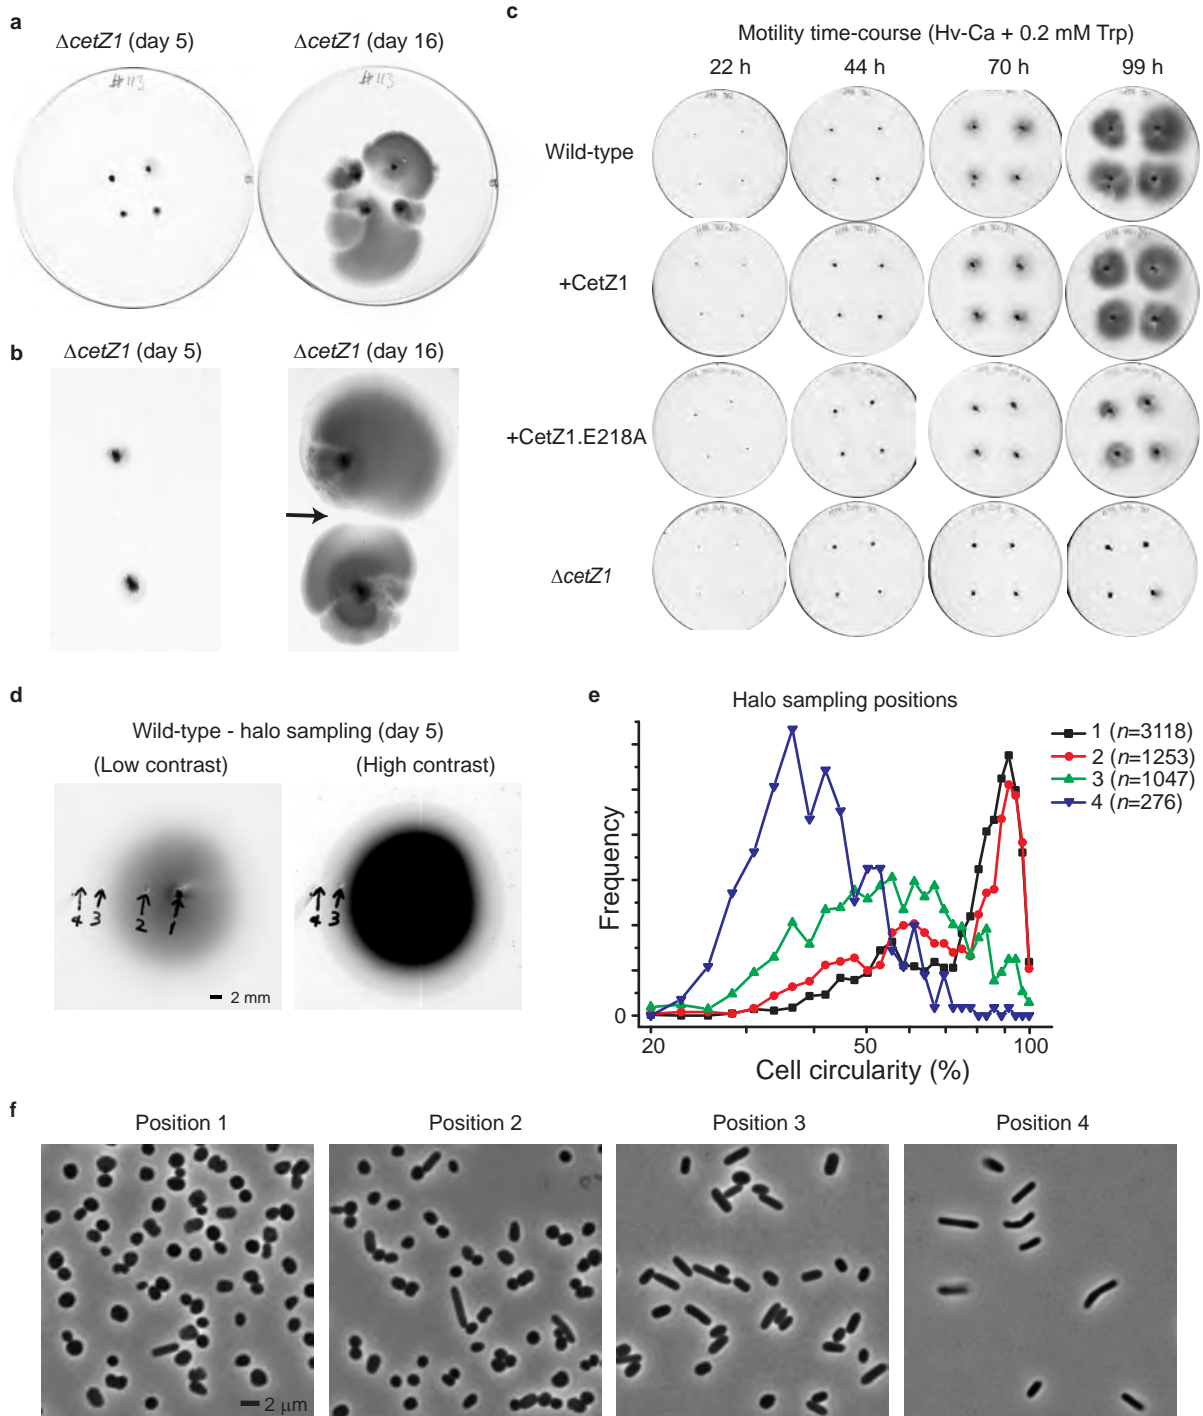 a
ΔcetZ1 (day 5)
ΔcetZ1 (day 16)
#113
#113
b
ΔcetZ1 (day 5)
ΔcetZ1 (day 16)
c
Motility time-course (Hv-Ca + 0.2 mM Trp)
22 h
44 h
70 h
99 h
Wild-type
+CetZ1
+CetZ1.E218A
ΔcetZ1
d
Wild-type - halo sampling (day 5)
(Low contrast)
(High contrast)
4
3
2
1
2 mm
4
3
e
Halo sampling positions
1 (n=3118)
2 (n=1253)
3 (n=1047)
4 (n=276)
Frequency
0
20
50
100
Cell circularity (%)
f
Position 1
Position 2
Position 3
Position 4
2 μm